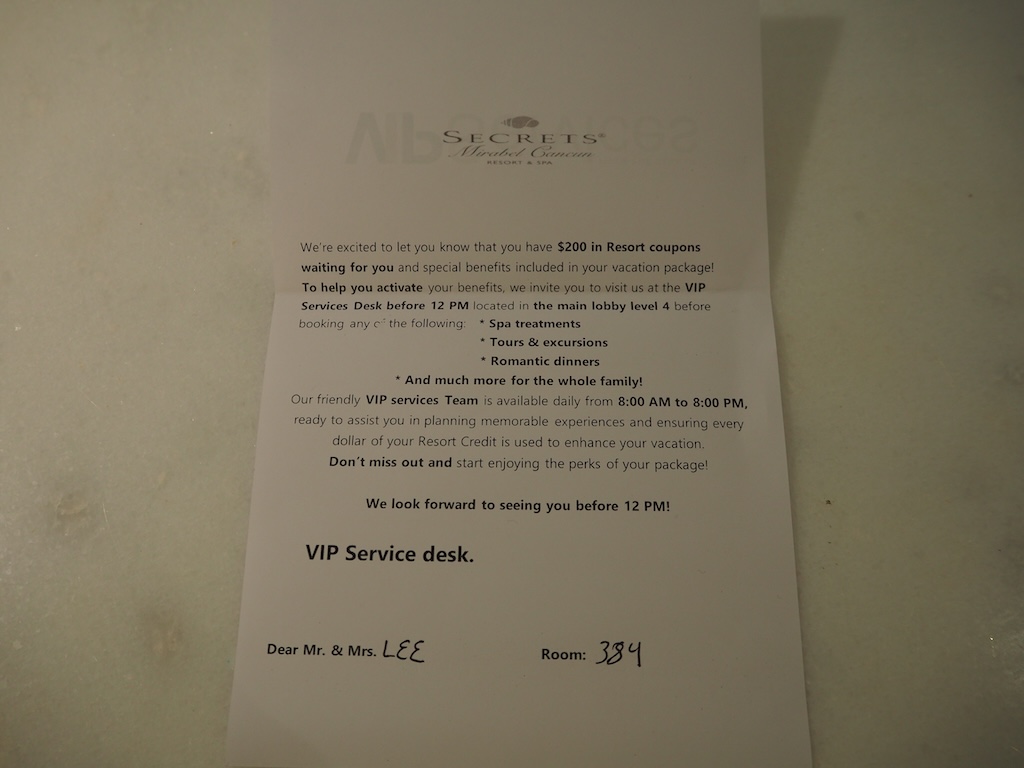 SECRETS®
Mirabel Cancun
RESORT & SPA
We're excited to let you know that you have $200 in Resort coupons
waiting for you and special benefits included in your vacation package!
To help you activate your benefits, we invite you to visit us at the VIP
Services Desk before 12 PM located in the main lobby level 4 before
booking any of the following: * Spa treatments
* Tours & excursions
* Romantic dinners
* And much more for the whole family!
Our friendly VIP services Team is available daily from 8:00 AM to 8:00 PM,
ready to assist you in planning memorable experiences and ensuring every
dollar of your Resort Credit is used to enhance your vacation.
Don't miss out and start enjoying the perks of your package!
We look forward to seeing you before 12 PM!
VIP Service desk.
Dear Mr. & Mrs. LEE Room: 384